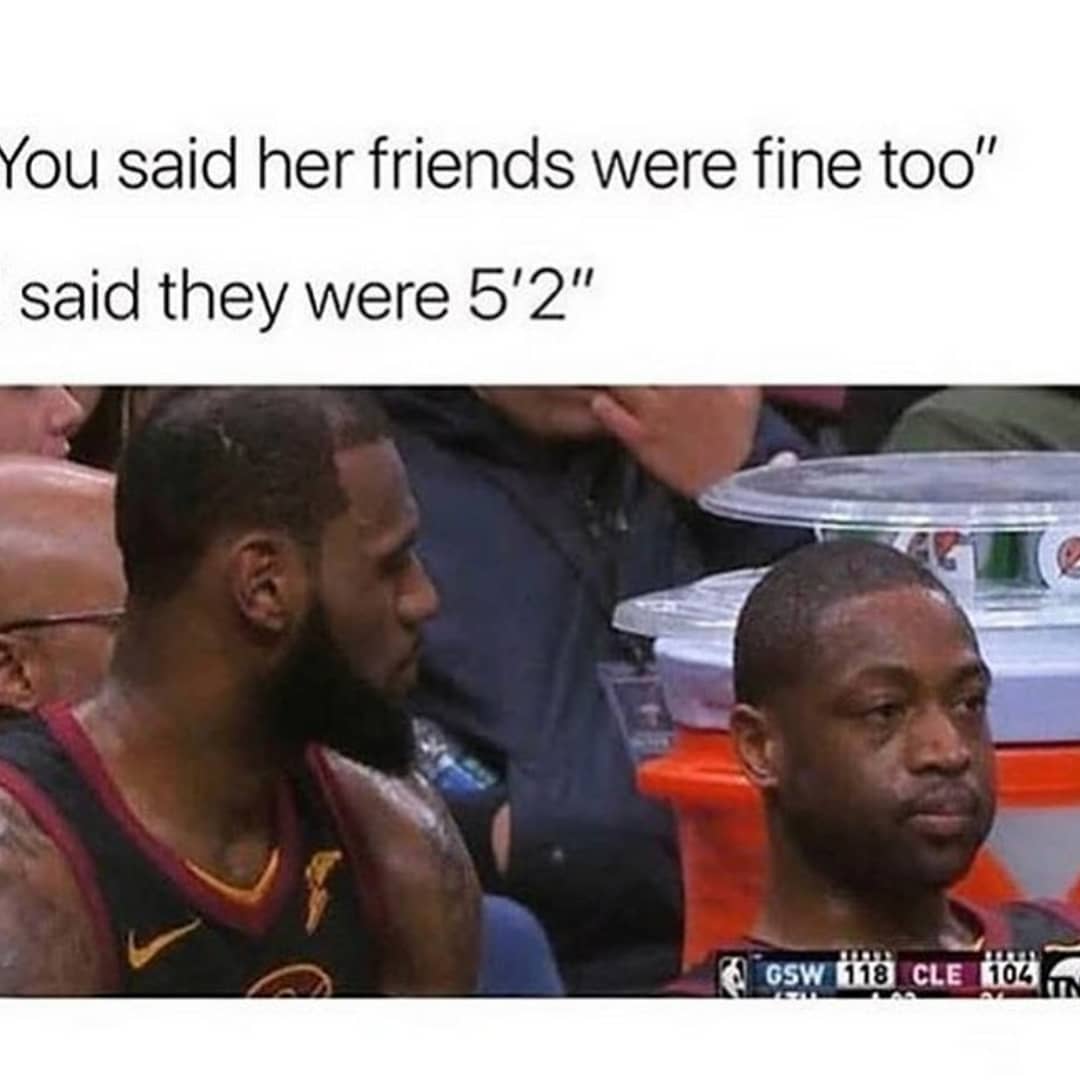 You said her friends were fine too"
said they were 5'2"
GSW 118 CLE 104